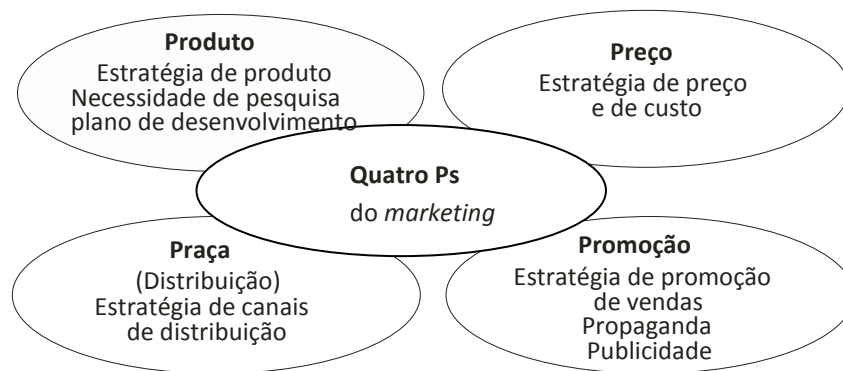 Produto
Estratégia de produto
Necessidade de pesquisa
plano de desenvolvimento
Preço
Estratégia de preço
e de custo
Quatro Ps
do marketing
Praça
(Distribuição)
Estratégia de canais
de distribuição
Promoção
Estratégia de promoção
de vendas
Propaganda
Publicidade